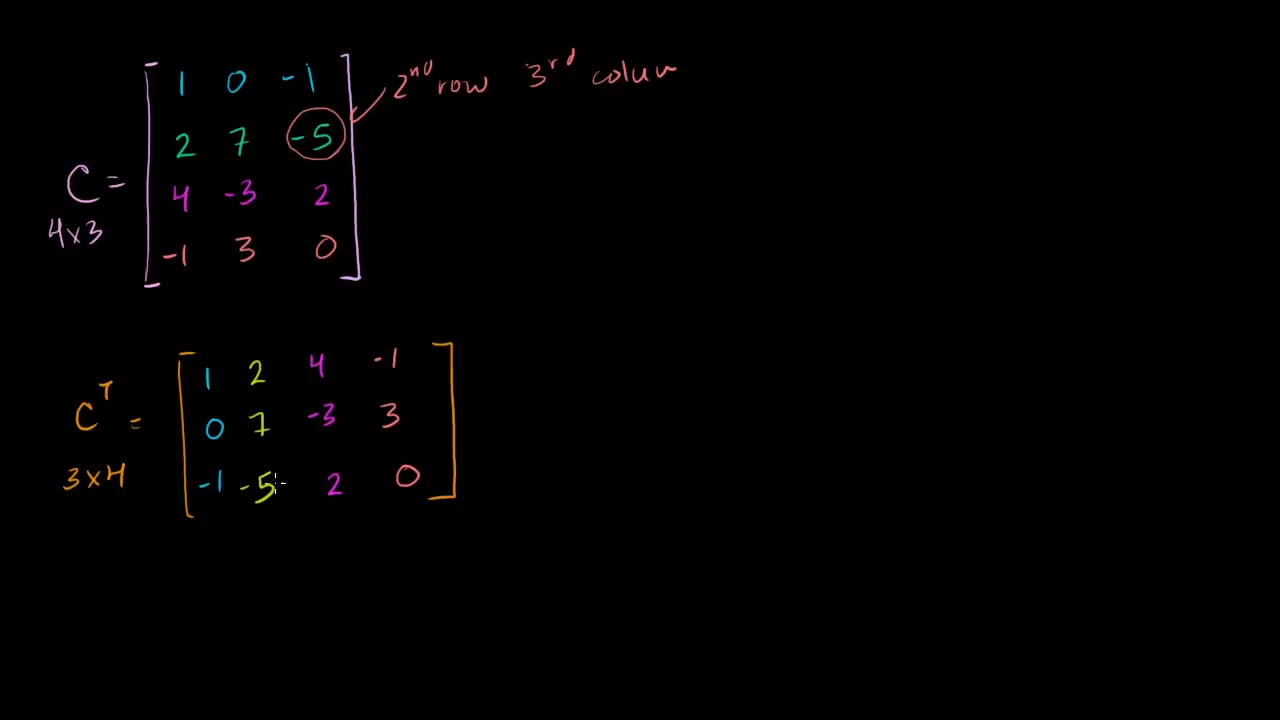 1 0 -1 2nd row 3rd colum
2 7 -5
C = 4 -3 2
4x3
-1 3 0
1 2 4 -1
C^T = 0 7 -3 3
3x4 -1 -5 2 0